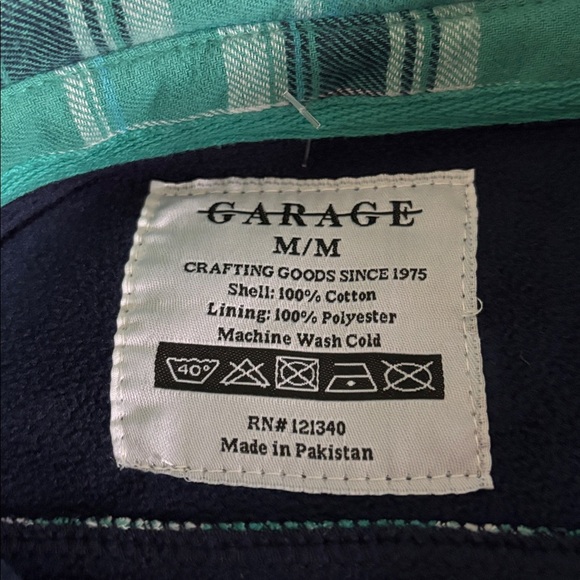 GARAGE
M/M
CRAFTING GOODS SINCE 1975
Shell: 100% Cotton
Lining: 100% Polyester
Machine Wash Cold
40°
RN# 121340
Made in Pakistan